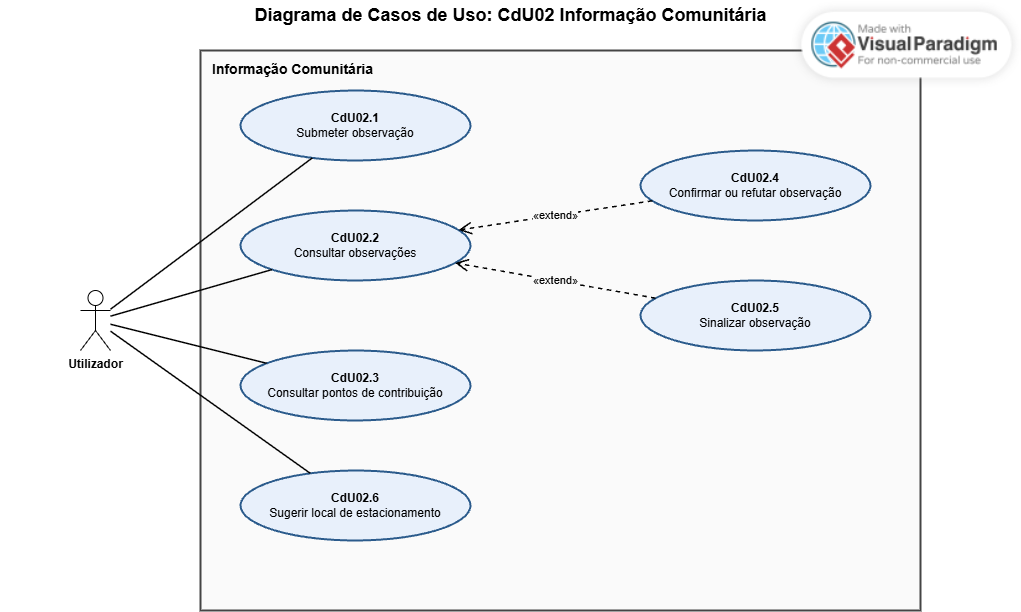 Diagrama de Casos de Uso: CdU02 Informação Comunitária
Made with
Visual Paradigm
For non-commercial use
Informação Comunitária
CdU02.1
Submeter observação
CdU02.4
Confirmar ou refutar observação
«extend»
CdU02.2
Consultar observações
«extend»
CdU02.5
Sinalizar observação
Utilizador
CdU02.3
Consultar pontos de contribuição
CdU02.6
Sugerir local de estacionamento